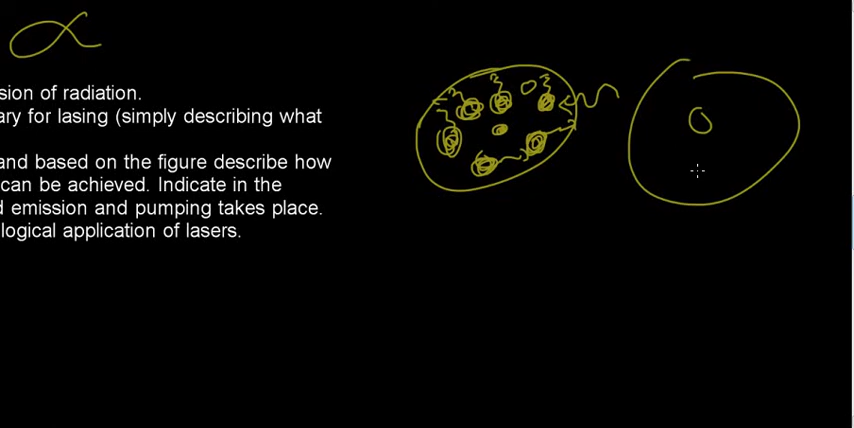 α
sion of radiation.
ary for lasing (simply describing what
and based on the figure describe how
can be achieved. Indicate in the
d emission and pumping takes place.
logical application of lasers.